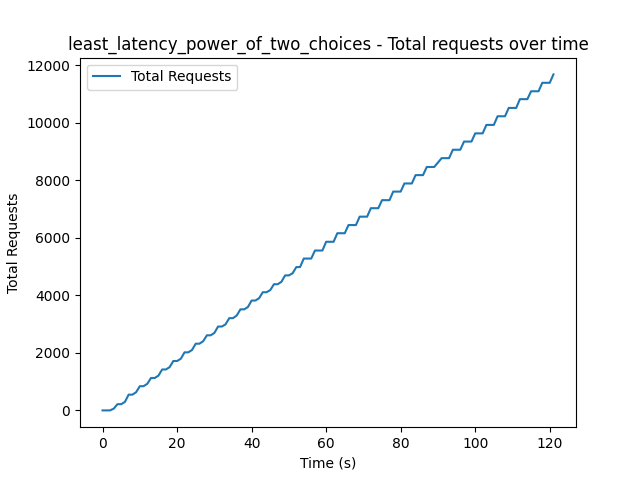 least_latency_power_of_two_choices - Total requests over time
Total Requests
12000
10000
8000
6000
4000
2000
0
Total Requests
0 20 40 60 80 100 120
Time (s)